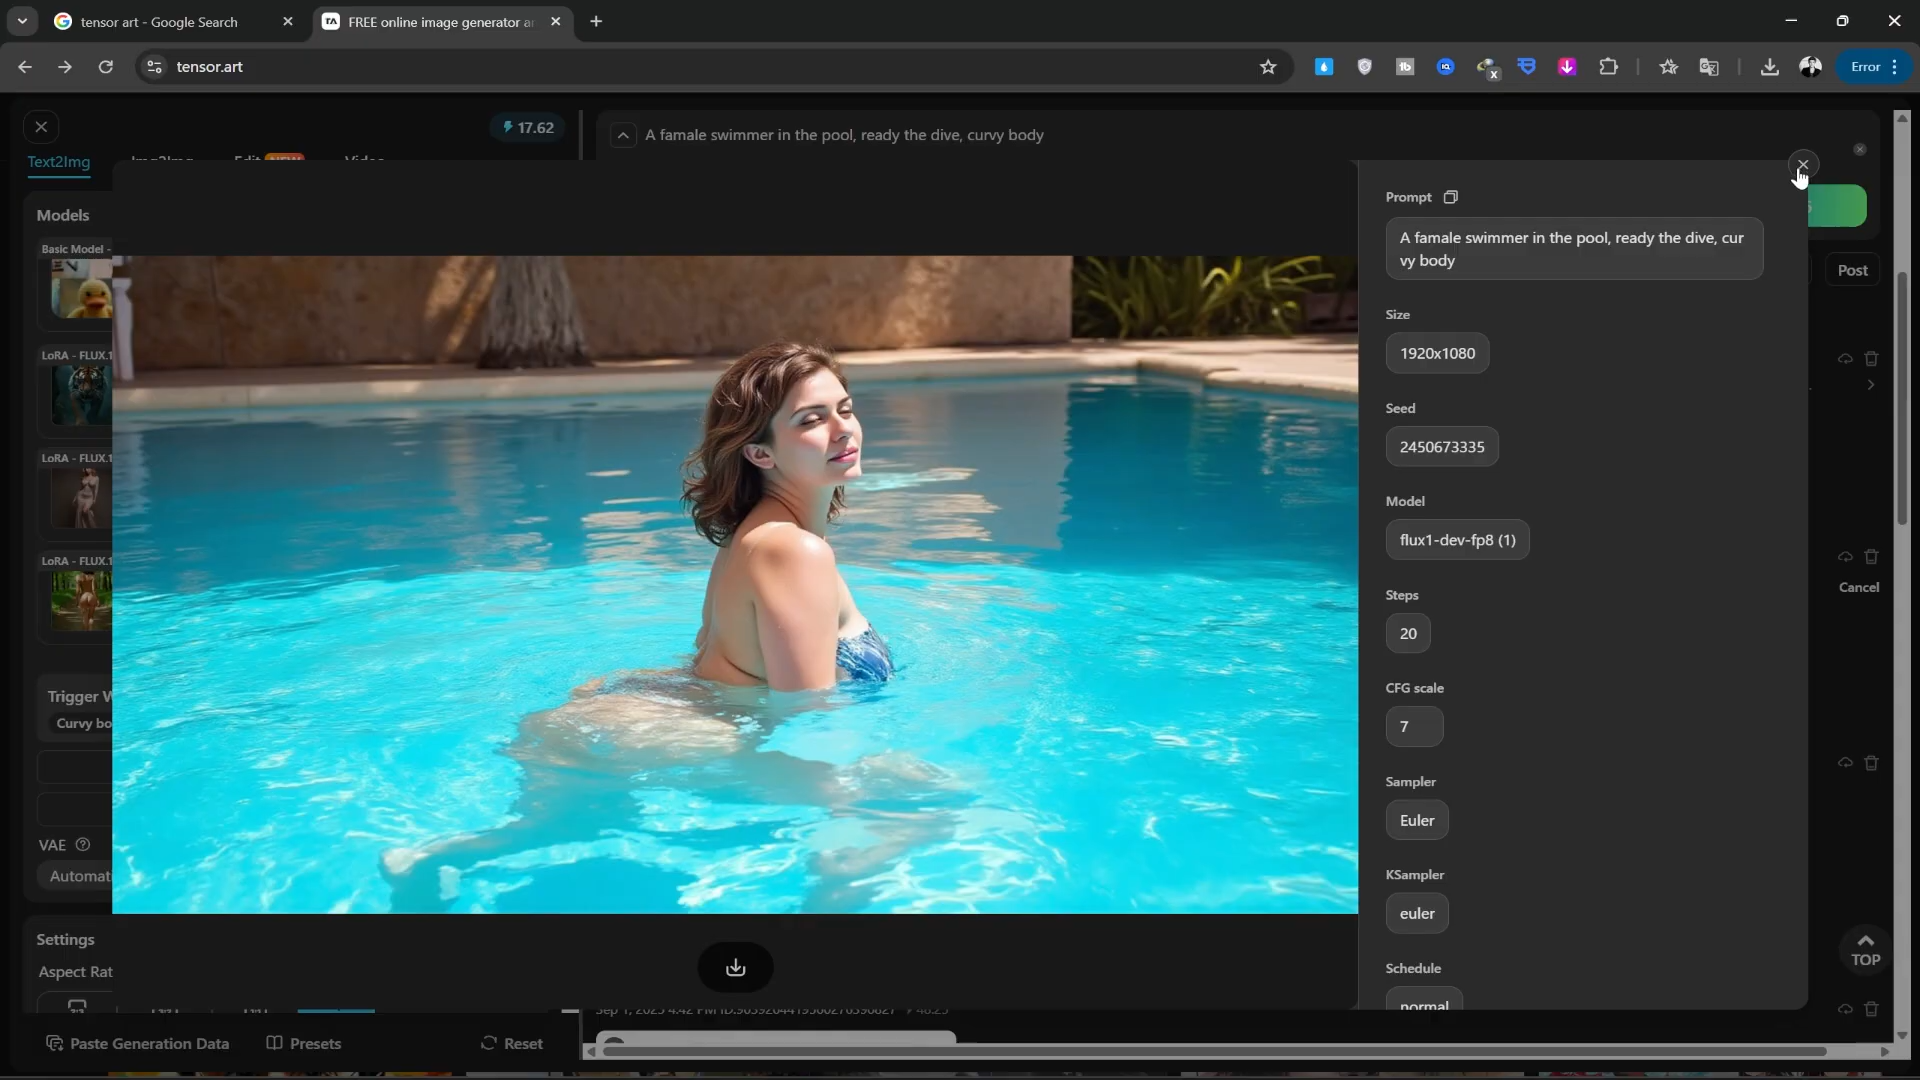 tensor art - Google Search
FREE online image generator ar
tensor.art
Error
17.62
A famale swimmer in the pool, ready the dive, curvy body
Text2Img
Img2Img
Edit NEW
Video
Models
Basic Model -
LoRA - FLUX.1
LoRA - FLUX.1
LoRA - FLUX.1
Trigger W
Curvy bo
VAE
Automat
Settings
Aspect Rat
Paste Generation Data
Presets
Reset
Prompt
A famale swimmer in the pool, ready the dive, cur
vy body
Size
1920x1080
Seed
2450673335
Model
flux1-dev-fp8 (1)
Steps
20
CFG scale
7
Sampler
Euler
KSampler
euler
Schedule
normal
Post
Cancel
TOP